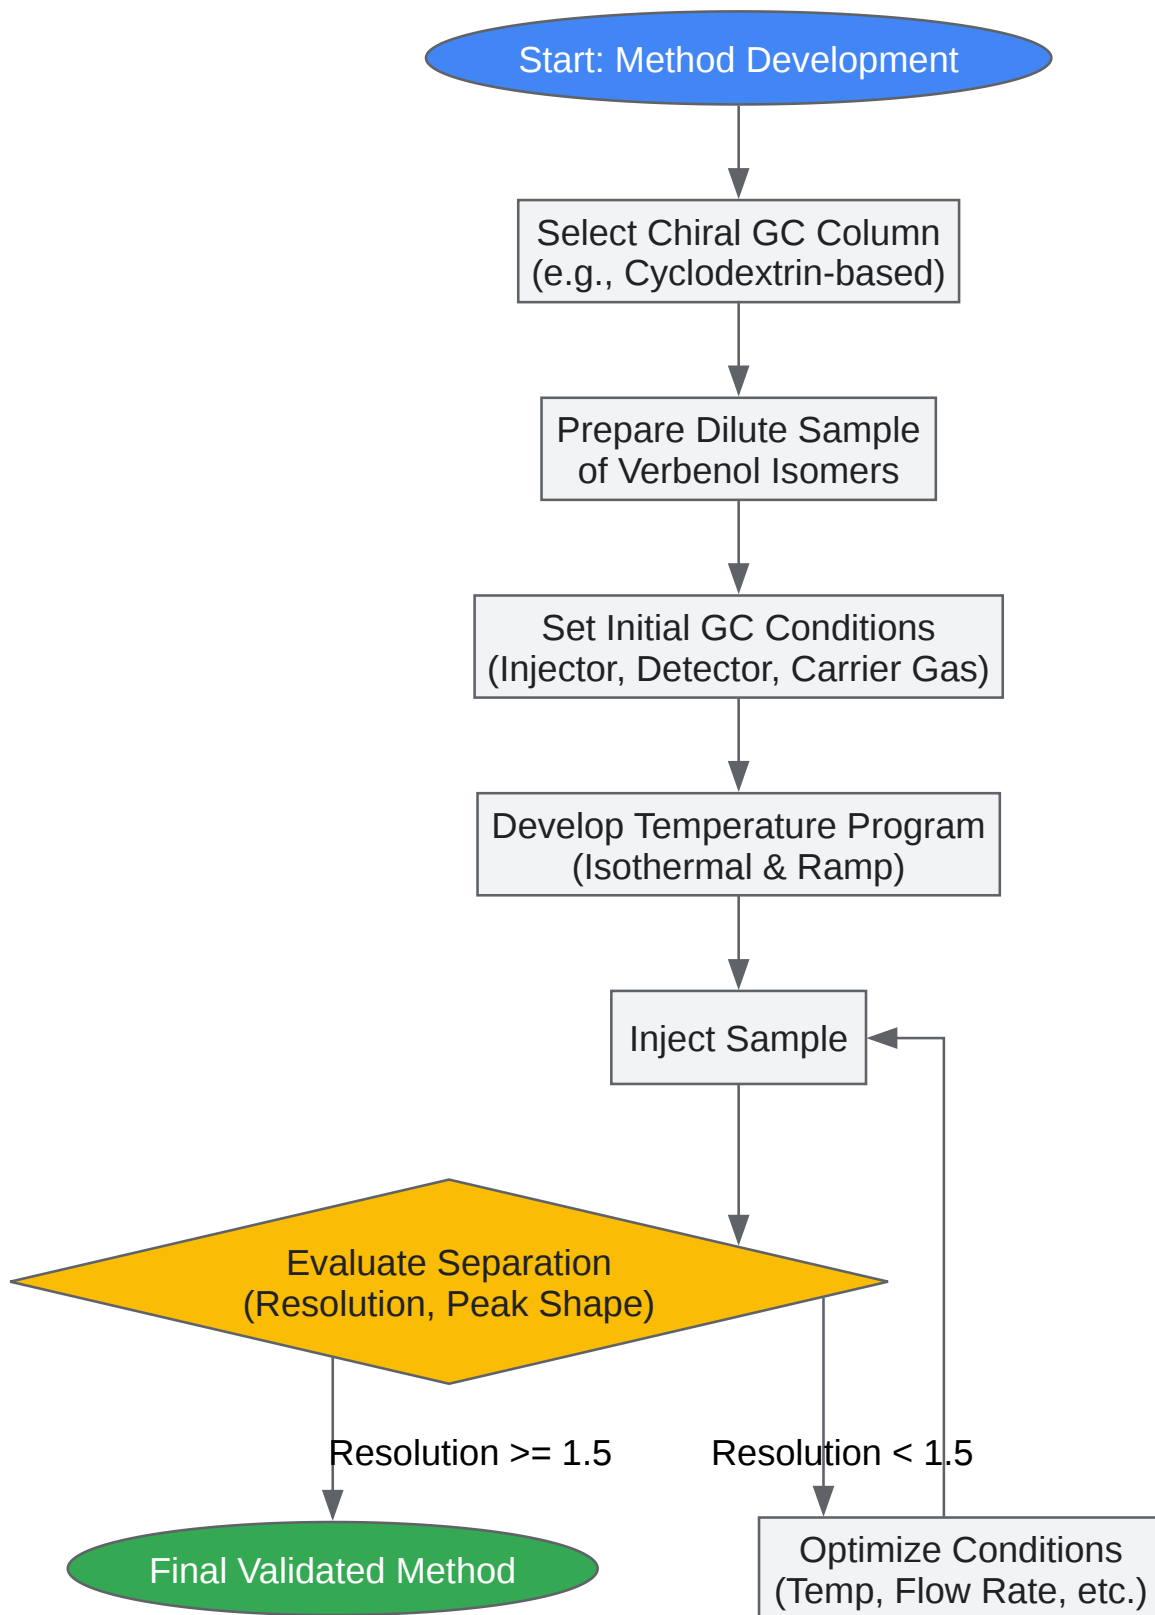 Start: Method Development
Select Chiral GC Column
(e.g., Cyclodextrin-based)
Prepare Dilute Sample
of Verbenol Isomers
Set Initial GC Conditions
(Injector, Detector, Carrier Gas)
Develop Temperature Program
(Isothermal & Ramp)
Inject Sample
Evaluate Separation
(Resolution, Peak Shape)
Resolution >= 1.5
Resolution < 1.5
Final Validated Method
Optimize Conditions
(Temp, Flow Rate, etc.)